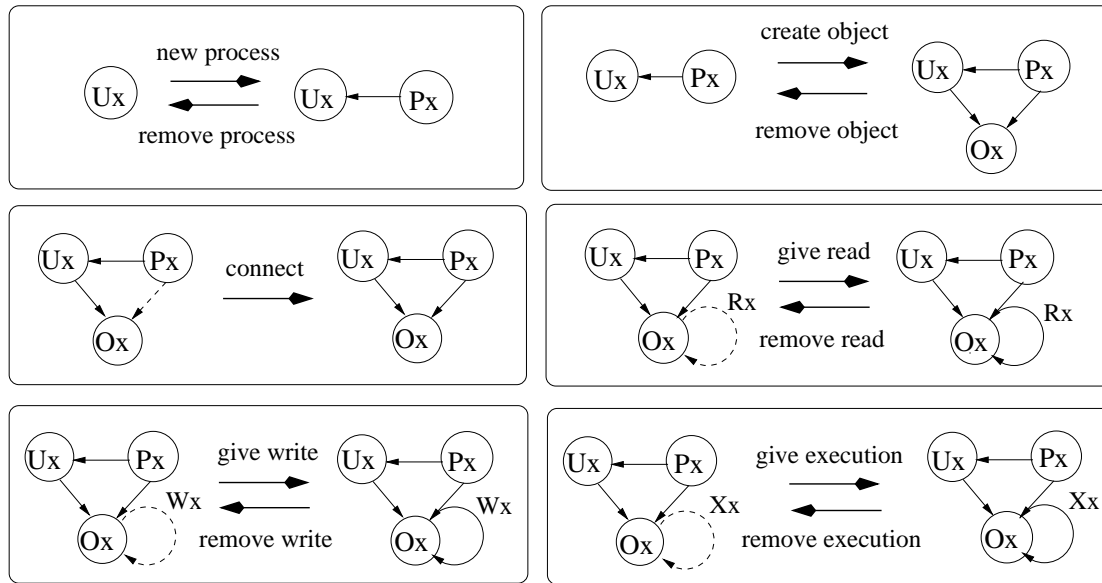 new process
Ux Ux Px
remove process
create object
Ux Px Ux Px
remove object
Ox
Ux Px Ux Px
connect
Ox Ox
Ux Px give read Ux Px
Rx Rx
Ox remove read Ox
Ux Px give write Ux Px
Wx Wx
Ox remove write Ox
Ux Px give execution Ux Px
Xx Xx
Ox remove execution Ox